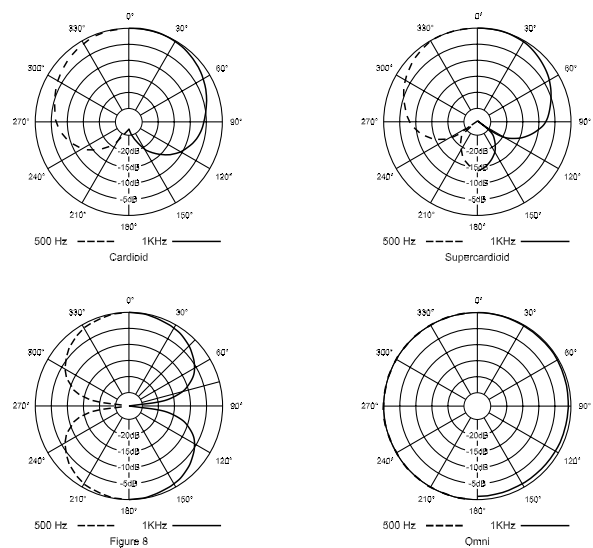 0° 0°
330° 30° 330° 30°
300° 60° 300° 60°
270° 90° 270° 90°
-20dB -20dB
-15dB -15dB
240° 120° 240° 120°
-10dB -10dB
-5dB -5dB
210° 150° 210° 150°
180° 180°
500 Hz 1KHz 500 Hz 1KHz
Cardioid Supercardioid
0° 0°
330° 30° 330° 30°
300° 60° 300° 60°
270° 90° 270° 90°
-20dB -20dB
-15dB -15dB
240° 120° 240° 120°
-10dB -10dB
-5dB -5dB
210° 150° 210° 150°
180° 180°
500 Hz 1KHz 500 Hz 1KHz
Figure 8 Omni